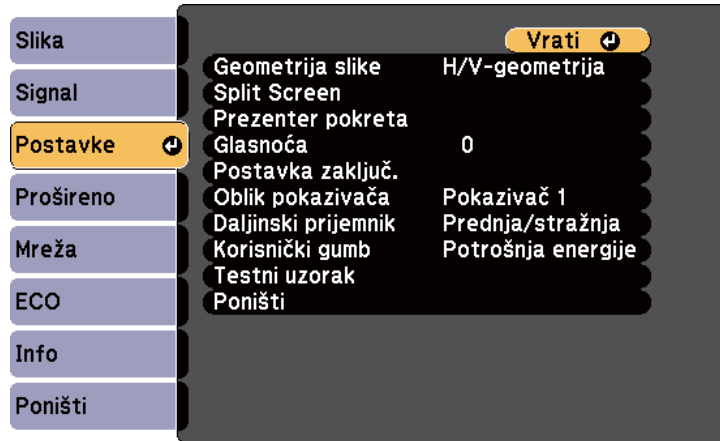 Slika
Signal
Postavke
Prošireno
Mreža
ECO
Info
Poništi
Vrati
Geometrija slike H/V-geometrija
Split Screen
Prezenter pokreta
Glasnoća 0
Postavka zaključ.
Oblik pokazivača Pokazivač 1
Daljinski prijemnik Prednja/stražnja
Korisnički gumb Potrošnja energije
Testni uzorak
Poništi